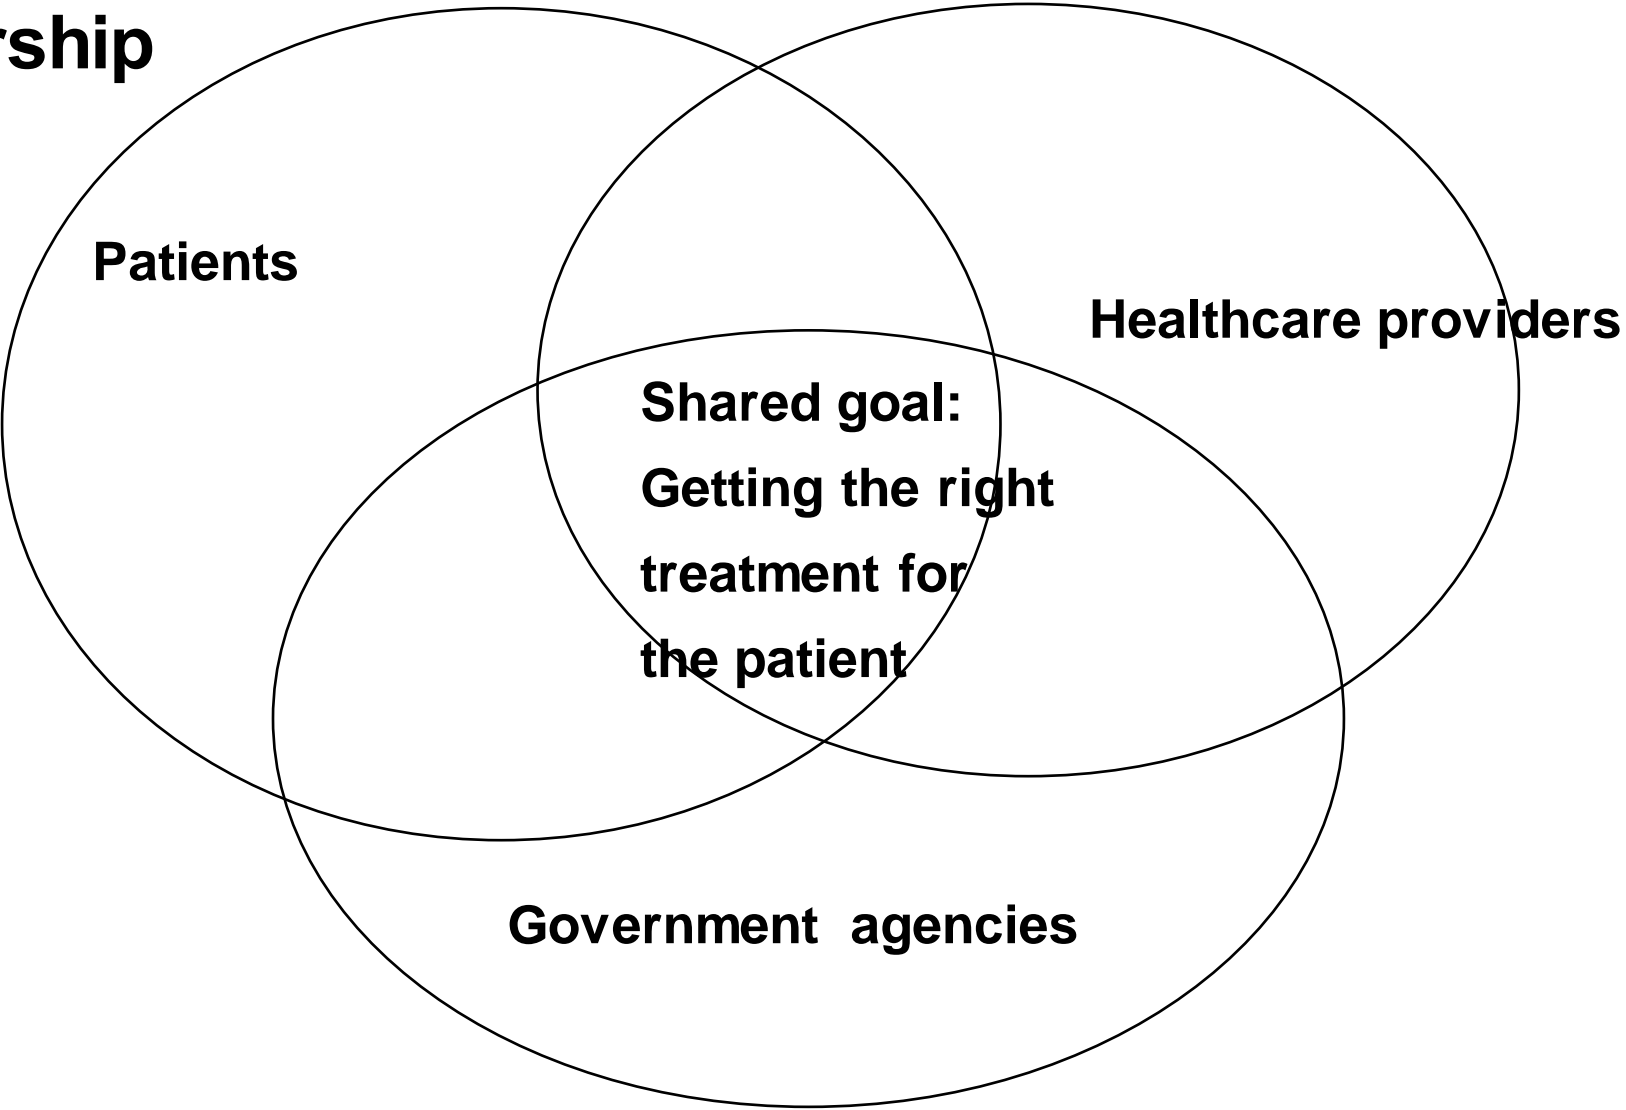 rship
Patients
Healthcare providers
Shared goal:
Getting the right
treatment for
the patient
Government agencies